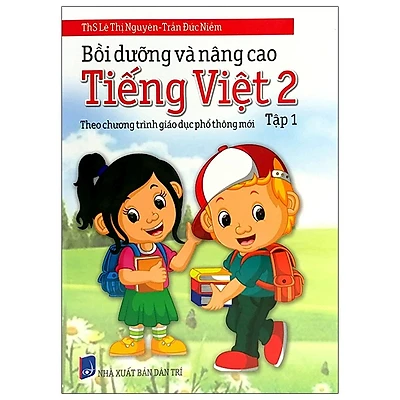 ThS Lê Thị Nguyên-Trần Đức Niềm
Bồi dưỡng và nâng cao
Tiếng Việt 2
Theo chương trình giáo dục phổ thông mới
Tập 1
NHÀ XUẤT BẢN DÂN TRÍ